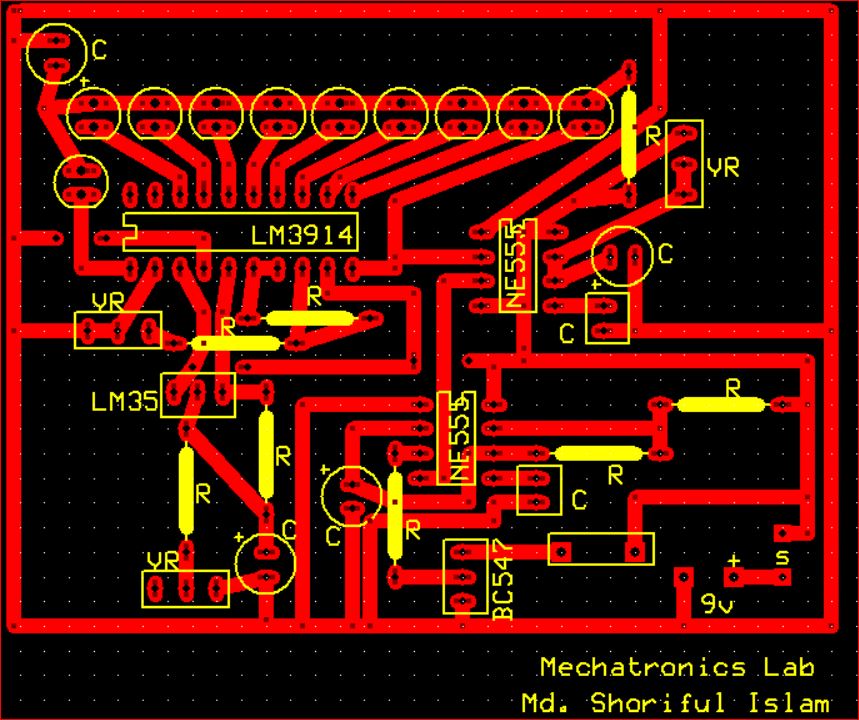 C
+
R
VR
LM3914
NE555
C
+
VR
R
R
C
LM35
R
NE555
R
R
+
R
C
C
R
+
C
BC547
S
VR
+
9v
Mechatronics Lab
Md. Shoriful Islam